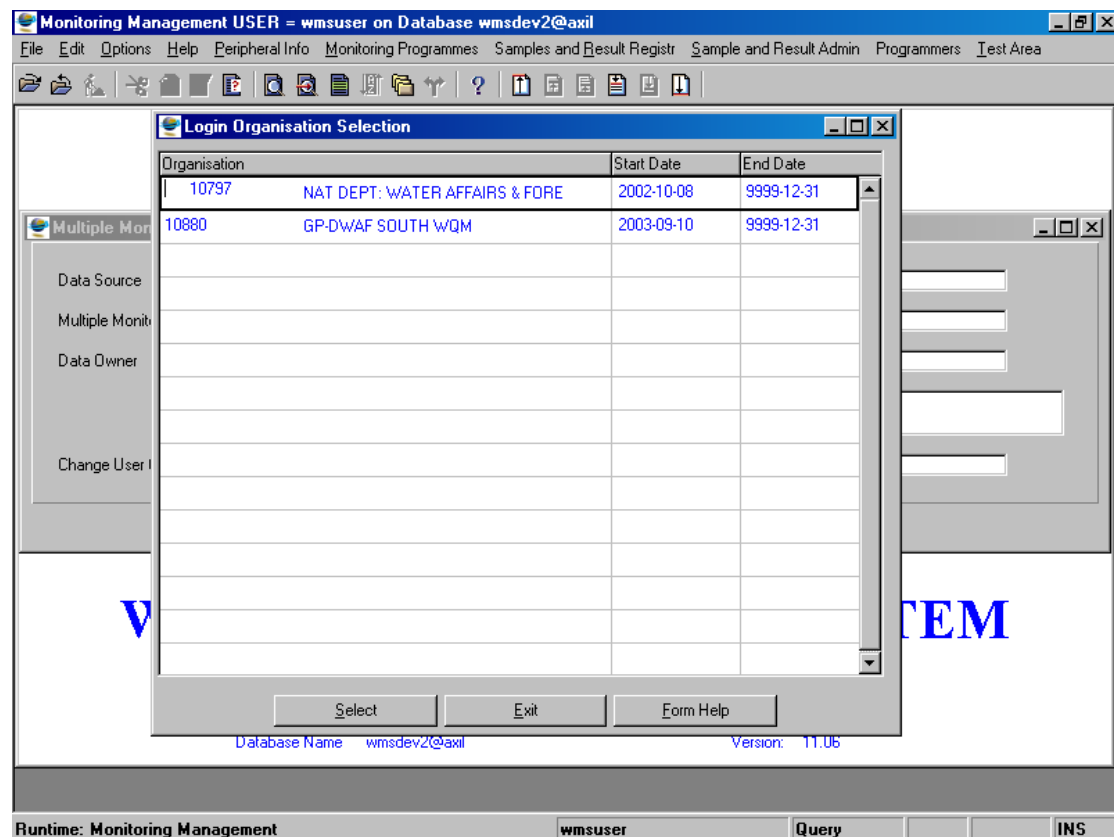 Monitoring Management USER = wmsuser on Database wmsdev2@axil
File Edit Options Help Peripheral Info Monitoring Programmes Samples and Result Registr Sample and Result Admin Programmers Test Area
Login Organisation Selection
Organisation Start Date End Date
10797 NAT DEPT: WATER AFFAIRS & FORE 2002-10-08 9999-12-31
10880 GP-DWAF SOUTH WQM 2003-09-10 9999-12-31
Multiple Mon
Data Source
Multiple Monito
Data Owner
Change User
Select Exit Form Help
Database Name wmsdev2@axil Version: 11.06
Runtime: Monitoring Management wmsuser Query INS